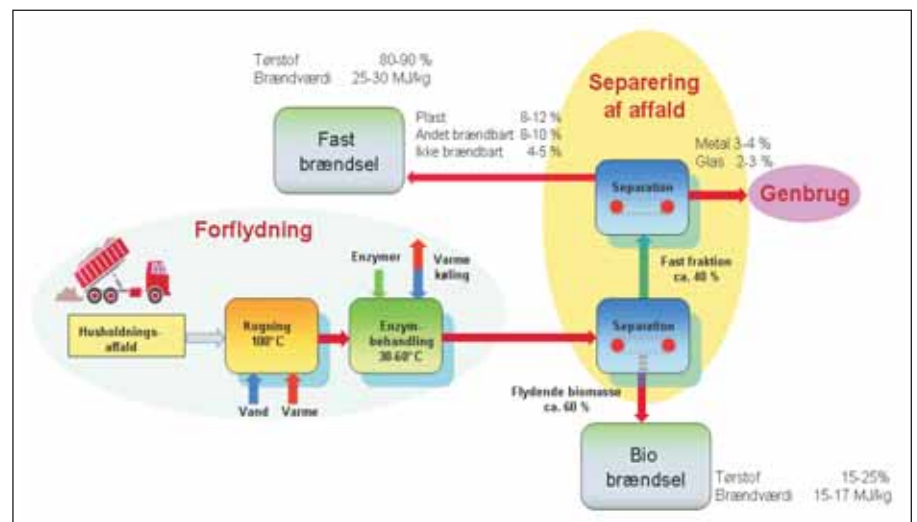 Tørstof 80-90 %
Brændværdi 25-30 MJ/kg
Separering
af affald
Fast
brændsel
Plast 8-12 %
Andet brændbart 8-10 %
Ikke brændbart 4-5 %
Metal 3-4 %
Glas 2-3 %
Separation
Genbrug
Forflydning
Enzymer
Varme
køling
Fast fraktion
ca. 40 %
Husholdnings-
affald
Kogning
100°C
Enzym-
behandling
30-60°C
Separation
Vand
Varme
Flydende biomasse
ca. 60 %
Bio
brændsel
Tørstof 15-25%
Brændværdi 15-17 MJ/kg